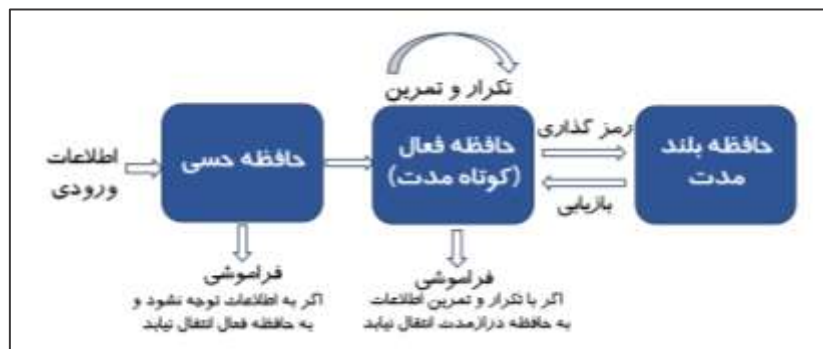 تکرار و تمرین
اطلاعات
ورودی
حافظه حسی
حافظه فعال
(کوتاه مدت)
رمز گذاری
بازیابی
حافظه بلند
مدت
فراموشی
اگر به اطلاعات توجه نشود و
به حافظه فعال انتقال نیابد
فراموشی
اگر با تکرار و تمرین اطلاعات
به حافظه درازمدت انتقال نیابد